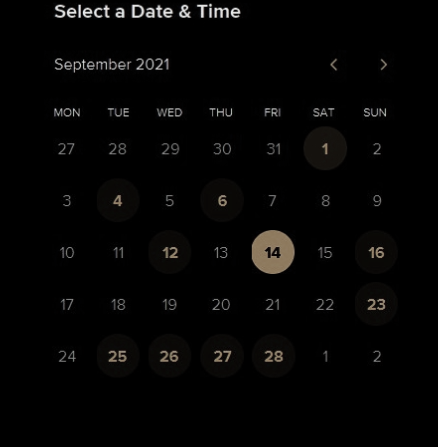 Select a Date & Time
September 2021
MON TUE WED THU FRI SAT SUN
27 28 29 30 31 1 2
3 4 5 6 7 8 9
10 11 12 13 14 15 16
17 18 19 20 21 22 23
24 25 26 27 28 1 2